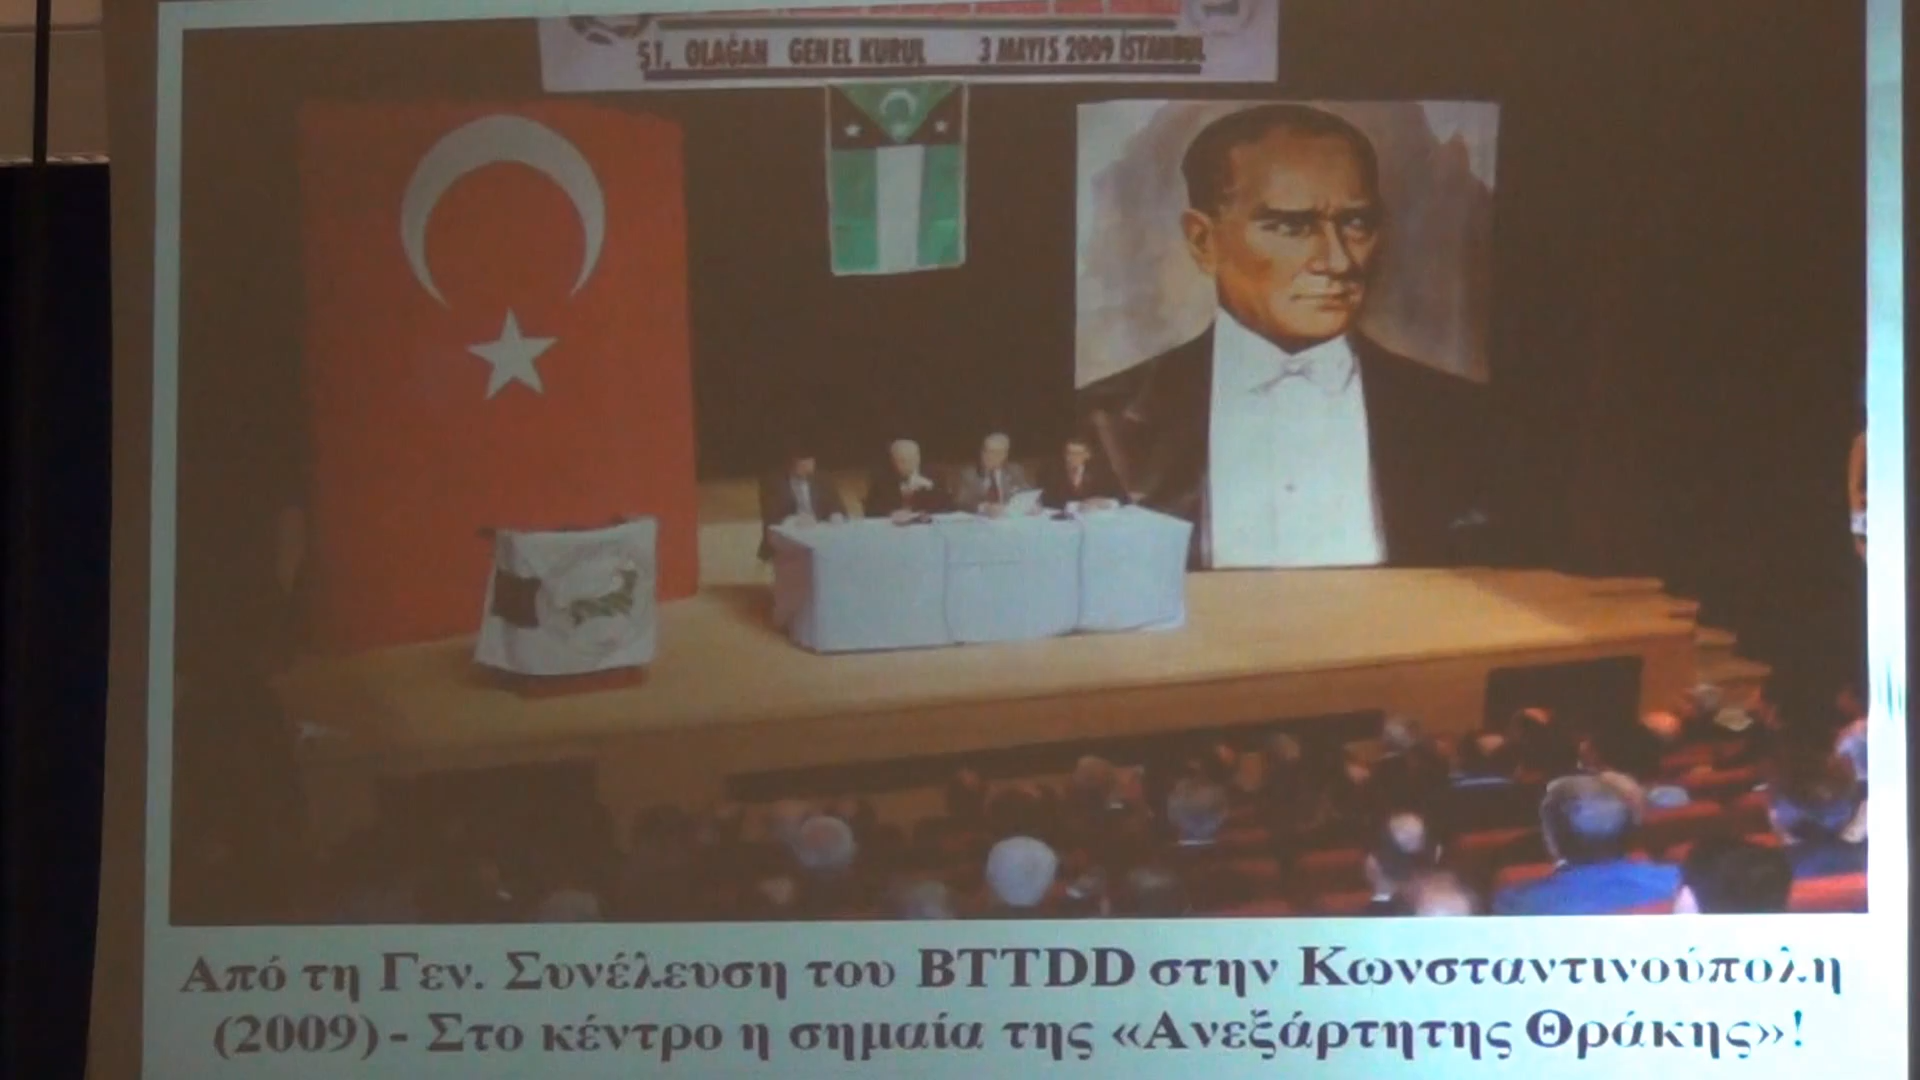 51. OLAĞAN GENEL KURUL 3 MAYIS 2009 İSTANBUL
Από τη Γεν. Συνέλευση του BTTDD στην Κωνσταντινούπολη
(2009) - Στο κέντρο η σημαία της «Ανεξάρτητης Θράκης»!